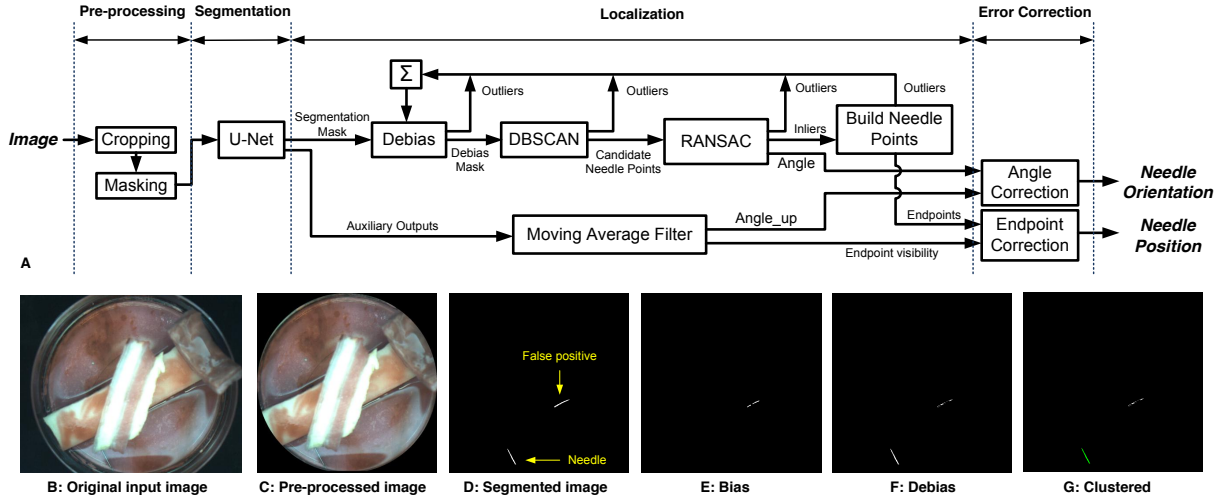 Pre-processing
Segmentation
Localization
Error Correction
Σ
Outliers
Outliers
Outliers
Outliers
Segmentation
Mask
Image
Cropping
Masking
U-Net
Debias
Debias
Mask
DBSCAN
Candidate
Needle Points
RANSAC
Inliers
Angle
Build Needle
Points
Angle
Correction
Needle
Orientation
Auxiliary Outputs
Moving Average Filter
Angle_up
Endpoints
Endpoint visibility
Endpoint
Correction
Needle
Position
A
False positive
Needle
B: Original input image
C: Pre-processed image
D: Segmented image
E: Bias
F: Debias
G: Clustered